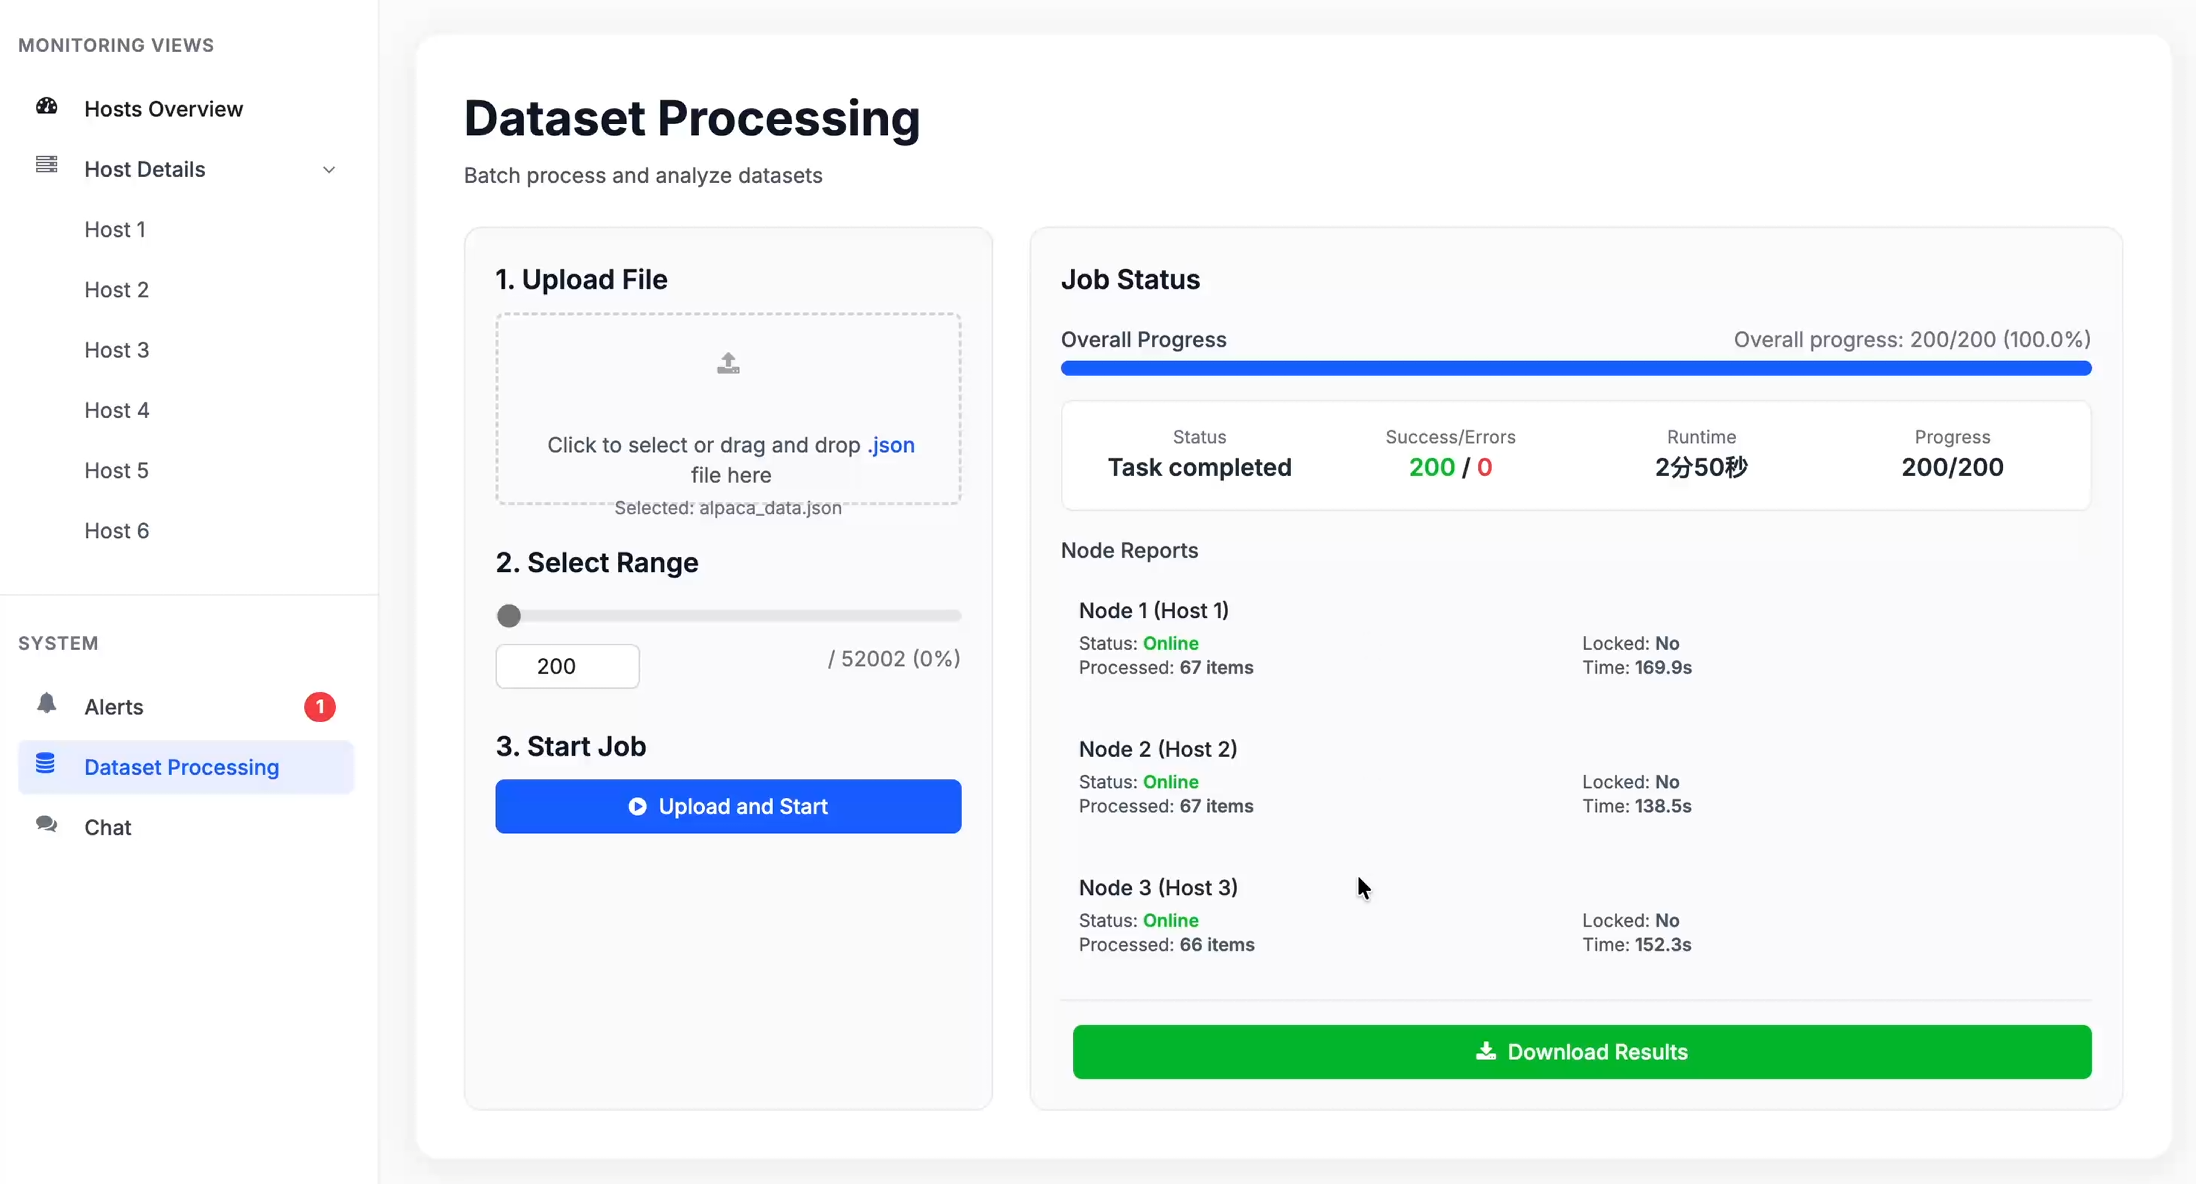 MONITORING VIEWS
Hosts Overview
Host Details
Host 1
Host 2
Host 3
Host 4
Host 5
Host 6
SYSTEM
Alerts
1
Dataset Processing
Chat
Dataset Processing
Batch process and analyze datasets
1. Upload File
Click to select or drag and drop .json
file here
Selected: alpaca_data.json
2. Select Range
200
/ 52002 (0%)
3. Start Job
Upload and Start
Job Status
Overall Progress
Overall progress: 200/200 (100.0%)
Status
Task completed
Success/Errors
200 / 0
Runtime
2分50秒
Progress
200/200
Node Reports
Node 1 (Host 1)
Status: Online
Locked: No
Processed: 67 items
Time: 169.9s
Node 2 (Host 2)
Status: Online
Locked: No
Processed: 67 items
Time: 138.5s
Node 3 (Host 3)
Status: Online
Locked: No
Processed: 66 items
Time: 152.3s
Download Results